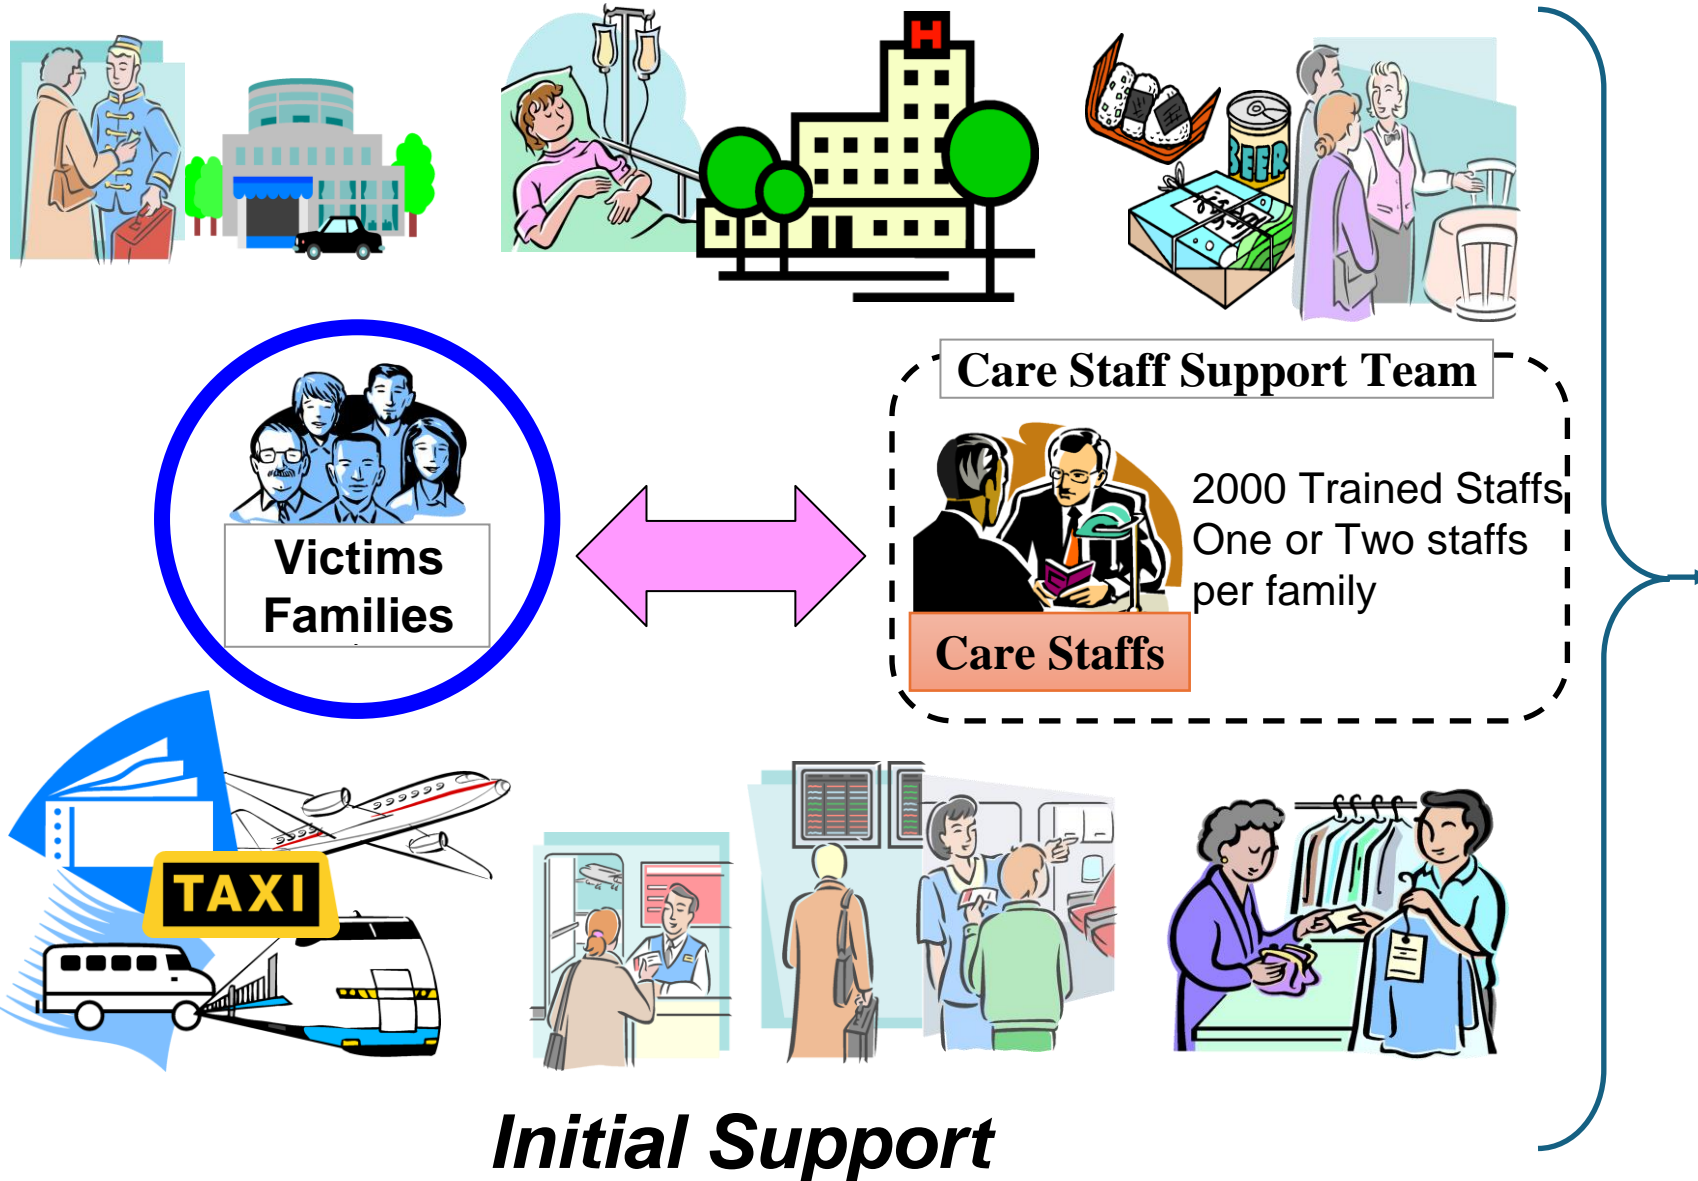 H
BEER
Care Staff Support Team
2000 Trained Staffs
One or Two staffs
per family
Care Staffs
Victims
Families
TAXI
Initial Support